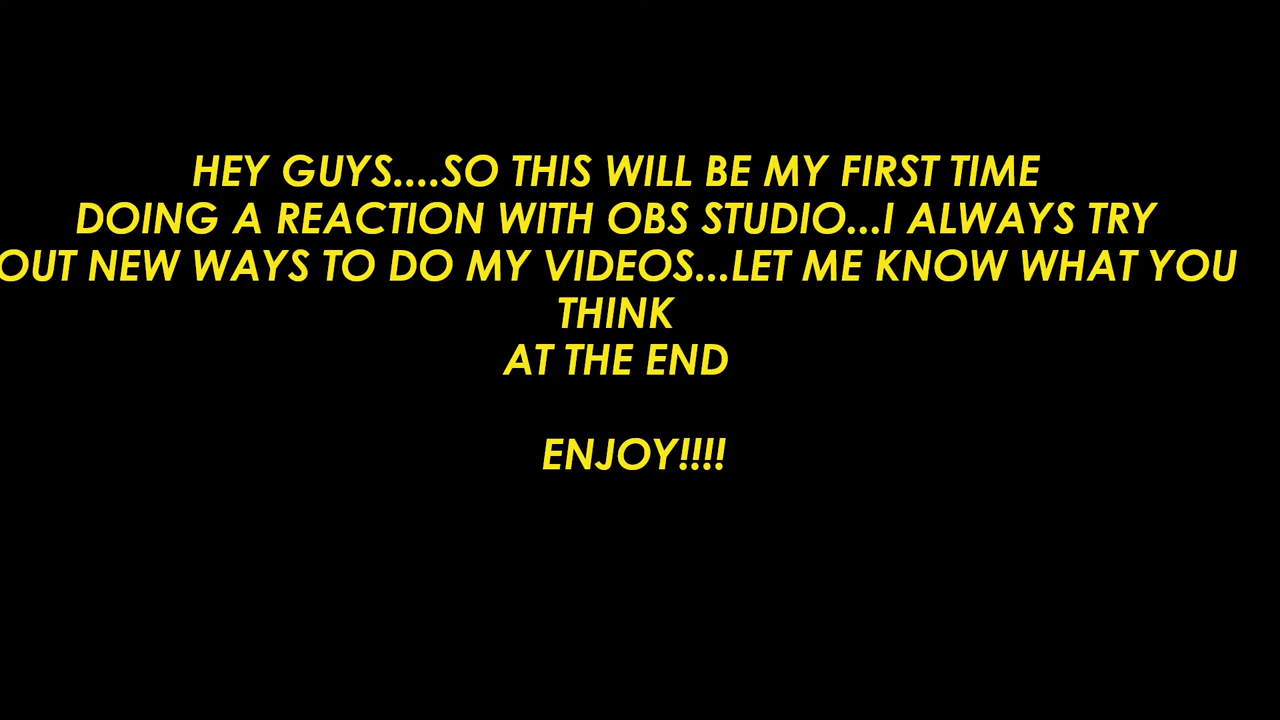 HEY GUYS....SO THIS WILL BE MY FIRST TIME
DOING A REACTION WITH OBS STUDIO...I ALWAYS TRY
OUT NEW WAYS TO DO MY VIDEOS...LET ME KNOW WHAT YOU
THINK
AT THE END
ENJOY!!!!